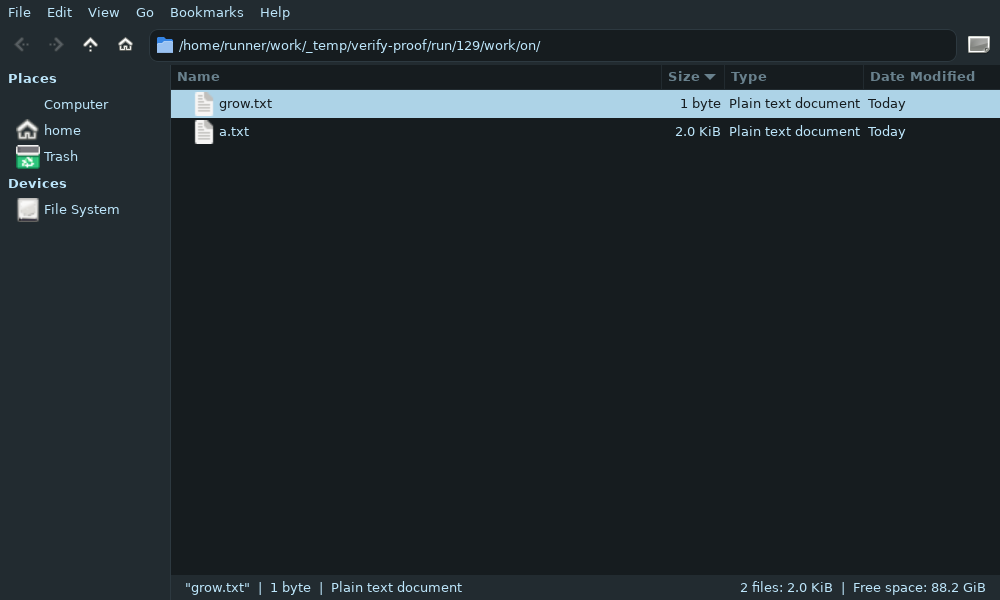 File Edit View Go Bookmarks Help
/home/runner/work/_temp/verify-proof/run/129/work/on/
Places
Computer
home
Trash
Devices
File System
Name Size Type Date Modified
grow.txt 1 byte Plain text document Today
a.txt 2.0 KiB Plain text document Today
"grow.txt" | 1 byte | Plain text document 2 files: 2.0 KiB | Free space: 88.2 GiB